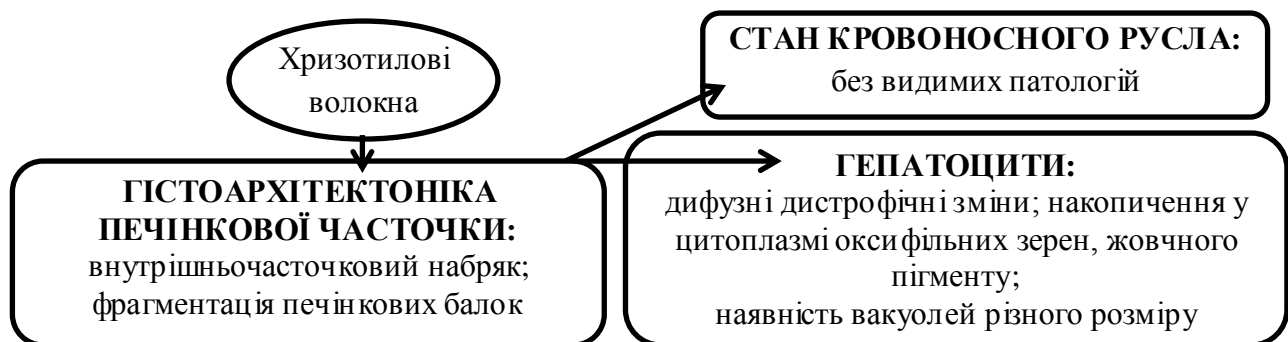 Хризотилові
волокна
СТАН КРОВОНОСНОГО РУСЛА:
без видимих патологій
ГІСТОАРХІТЕКТОНІКА
ПЕЧІНКОВОЇ ЧАСТОЧКИ:
внутрішньочасточковий набряк;
фрагментація печінкових балок
ГЕПАТОЦИТИ:
дифузні дистрофічні зміни; накопичення у
цитоплазмі оксифільних зерен, жовчного
пігменту;
наявність вакуолей різного розміру